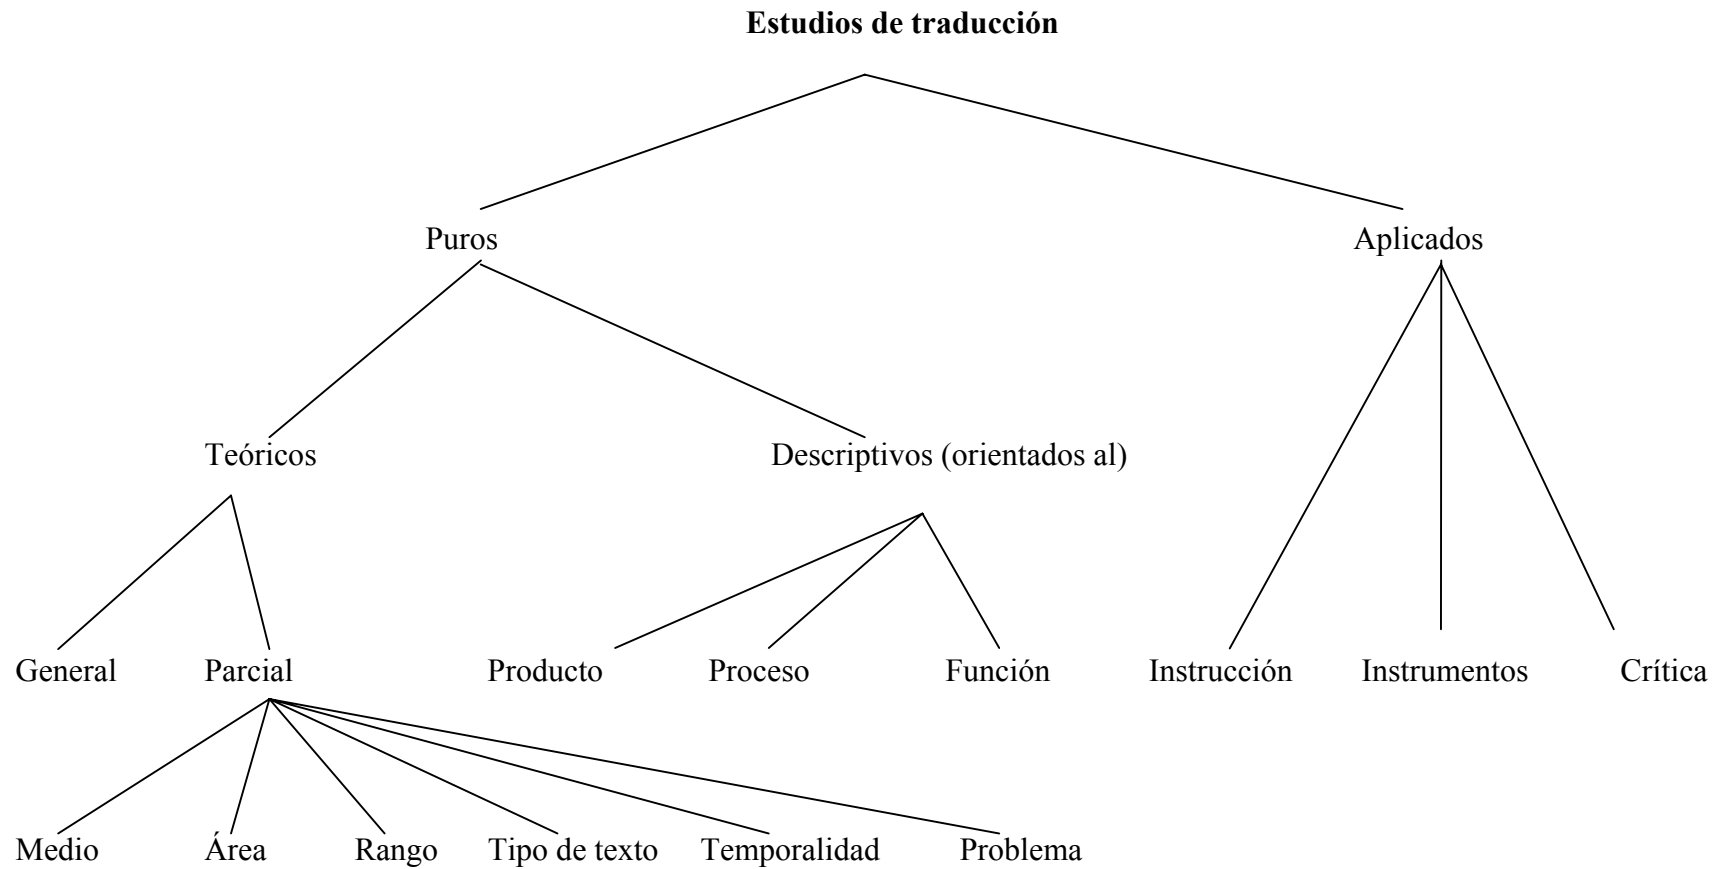 Estudios de traducción
Puros Aplicados
Teóricos Descriptivos (orientados al)
General Parcial Producto Proceso Función Instrucción Instrumentos Crítica
Medio Área Rango Tipo de texto Temporalidad Problema